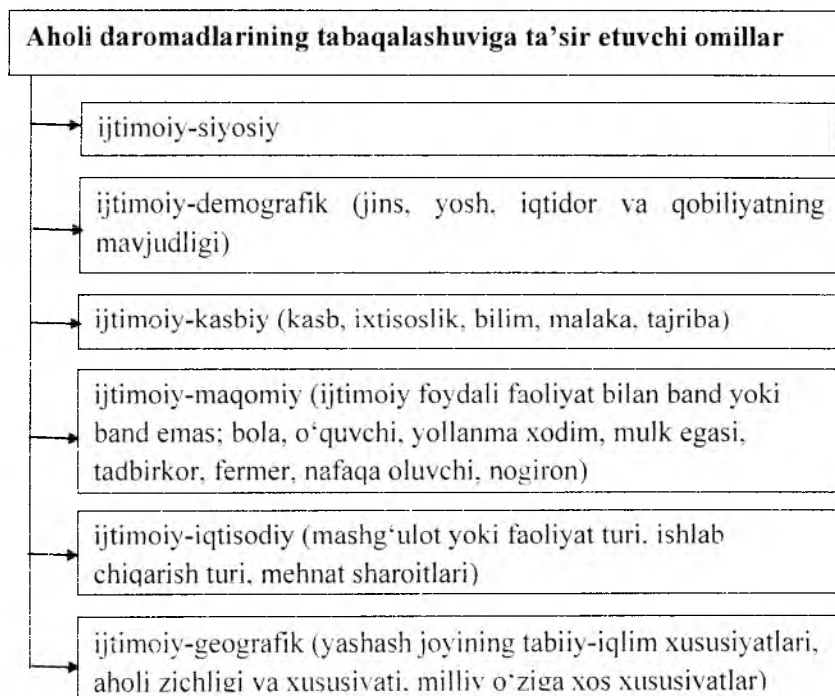 Aholi daromadlarining tabaqalashuviga ta’sir etuvchi omillar
ijtimoiy-siyosiy
ijtimoiy-demografik (jins, yosh, iqtidor va qobiliyatning
mavjudligi)
ijtimoiy-kasbiy (kasb, ixtisoslik, bilim, malaka, tajriba)
ijtimoiy-maqomiy (ijtimoiy foydali faoliyat bilan band yoki
band emas; bola, o‘quvchi, yollanma xodim, mulk egasi,
tadbirkor, fermer, nafaqa oluvchi, nogiron)
ijtimoiy-iqtisodiy (mashg‘ulot yoki faoliyat turi, ishlab
chiqarish turi, mehnat sharoitlari)
ijtimoiy-geografik (yashash joyining tabiiy-iqlim xususiyatlari,
aholi zichligi va xususiyati, milliy o‘ziga xos xususiyatlar)